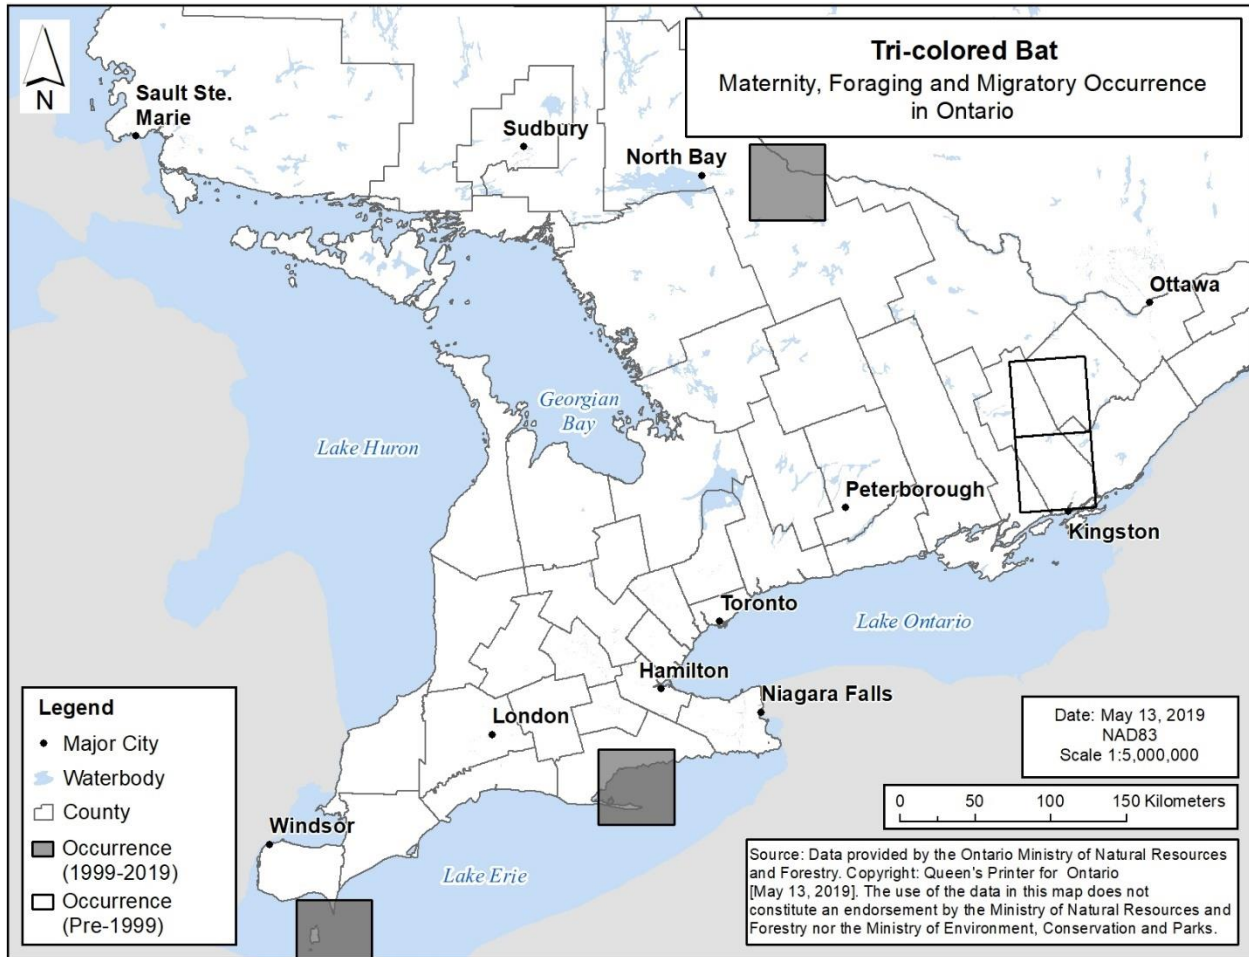 Tri-colored Bat
Maternity, Foraging and Migratory Occurrence
in Ontario
N
Sault Ste.
Marie
Sudbury
North Bay
Ottawa
Georgian
Bay
Lake Huron
Peterborough
Kingston
Toronto
Lake Ontario
Hamilton
Niagara Falls
London
Windsor
Lake Erie
Legend
Major City
Waterbody
County
Occurrence
(1999-2019)
Occurrence
(Pre-1999)
Date: May 13, 2019
NAD83
Scale 1:5,000,000
0 50 100 150 Kilometers
Source: Data provided by the Ontario Ministry of Natural Resources
and Forestry. Copyright: Queen's Printer for Ontario
[May 13, 2019]. The use of the data in this map does not
constitute an endorsement by the Ministry of Natural Resources and
Forestry nor the Ministry of Environment, Conservation and Parks.